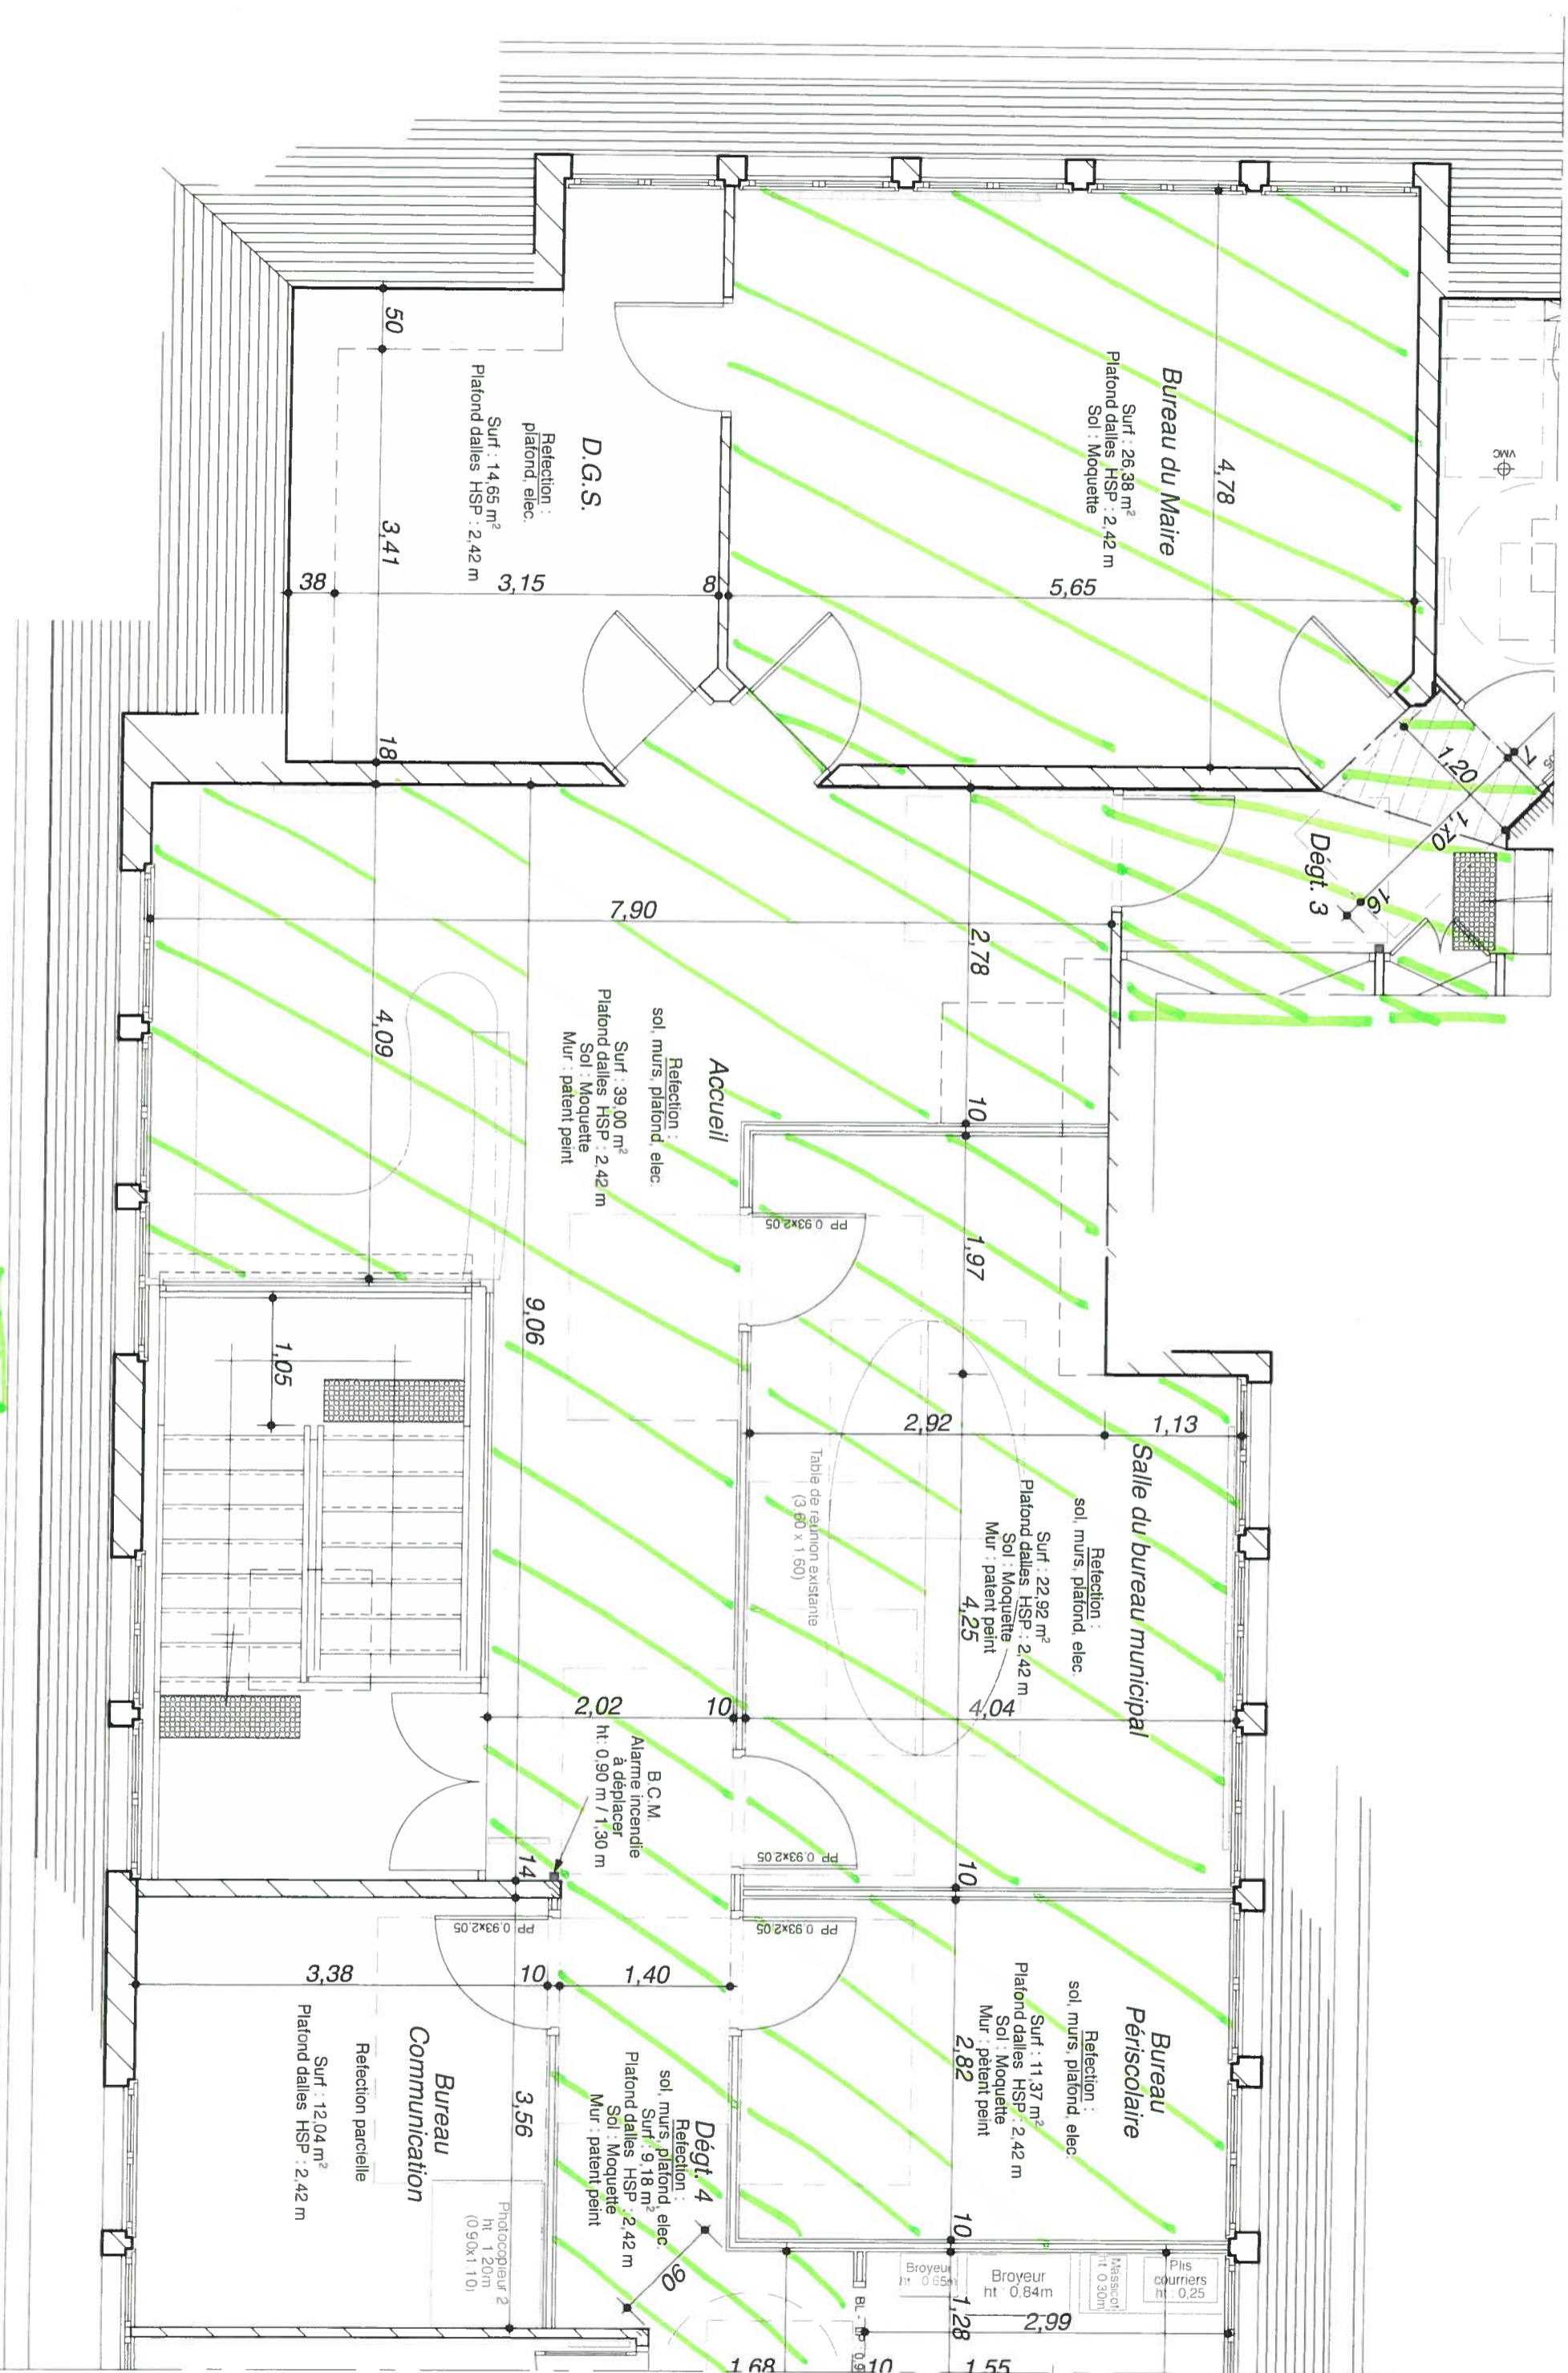 Bureau du Maire
Surf : 26,38 m²
Plafond dalles HSP : 2,42 m
Sol : Moquette
4,78
5,65
VMC
D.G.S.
Refection :
plafond, elec.
Surf : 14,65 m²
Plafond dalles HSP : 2,42 m
50
3,41
18
38
3,15
8
1,20
7
1,70
16
Dégt. 3
7,90
2,78
10
1,97
4,09
Accueil
Refection :
sol, murs, plafond, elec.
Surf : 39,00 m²
Plafond dalles HSP : 2,42 m
Sol : Moquette
Mur : patent peint
9,06
1,05
PP 0.93x2.05
2,92
1,13
Salle du bureau municipal
Refection :
sol, murs, plafond, elec.
Surf : 22,92 m²
Plafond dalles HSP : 2,42 m
Sol : Moquette
Mur : patent peint
4,25
Table de réunion existante
(3.60 x 1.60)
2,02
10
4,04
B.C.M.
Alarme incendie
à déplacer
ht: 0,90 m / 1,30 m
14
PP 0.93x2.05
10
PP 0.93x2.05
PP 0.93x2.05
3,38
10
1,40
Bureau
Périscolaire
Refection :
sol, murs, plafond, elec.
Surf : 11,37 m²
Plafond dalles HSP : 2,42 m
Sol : Moquette
Mur : pètent peint
2,82
Bureau
Communication
Refection parcielle
Surf : 12,04 m²
Plafond dalles HSP : 2,42 m
3,56
Dégt. 4
Refection :
sol, murs, plafond, elec.
Surf : 9,18 m²
Plafond dalles HSP : 2,42 m
Sol : Moquette
Mur : patent peint
90
Photocopieur 2
ht 1.20m
(0.90x1.10)
10
Broyeur
ht : 0.65m
Broyeur
ht : 0,84m
Massicot
ht 0.30m
Plis
courriers
ht : 0,25
1,28
2,99
1,68
10
1,55